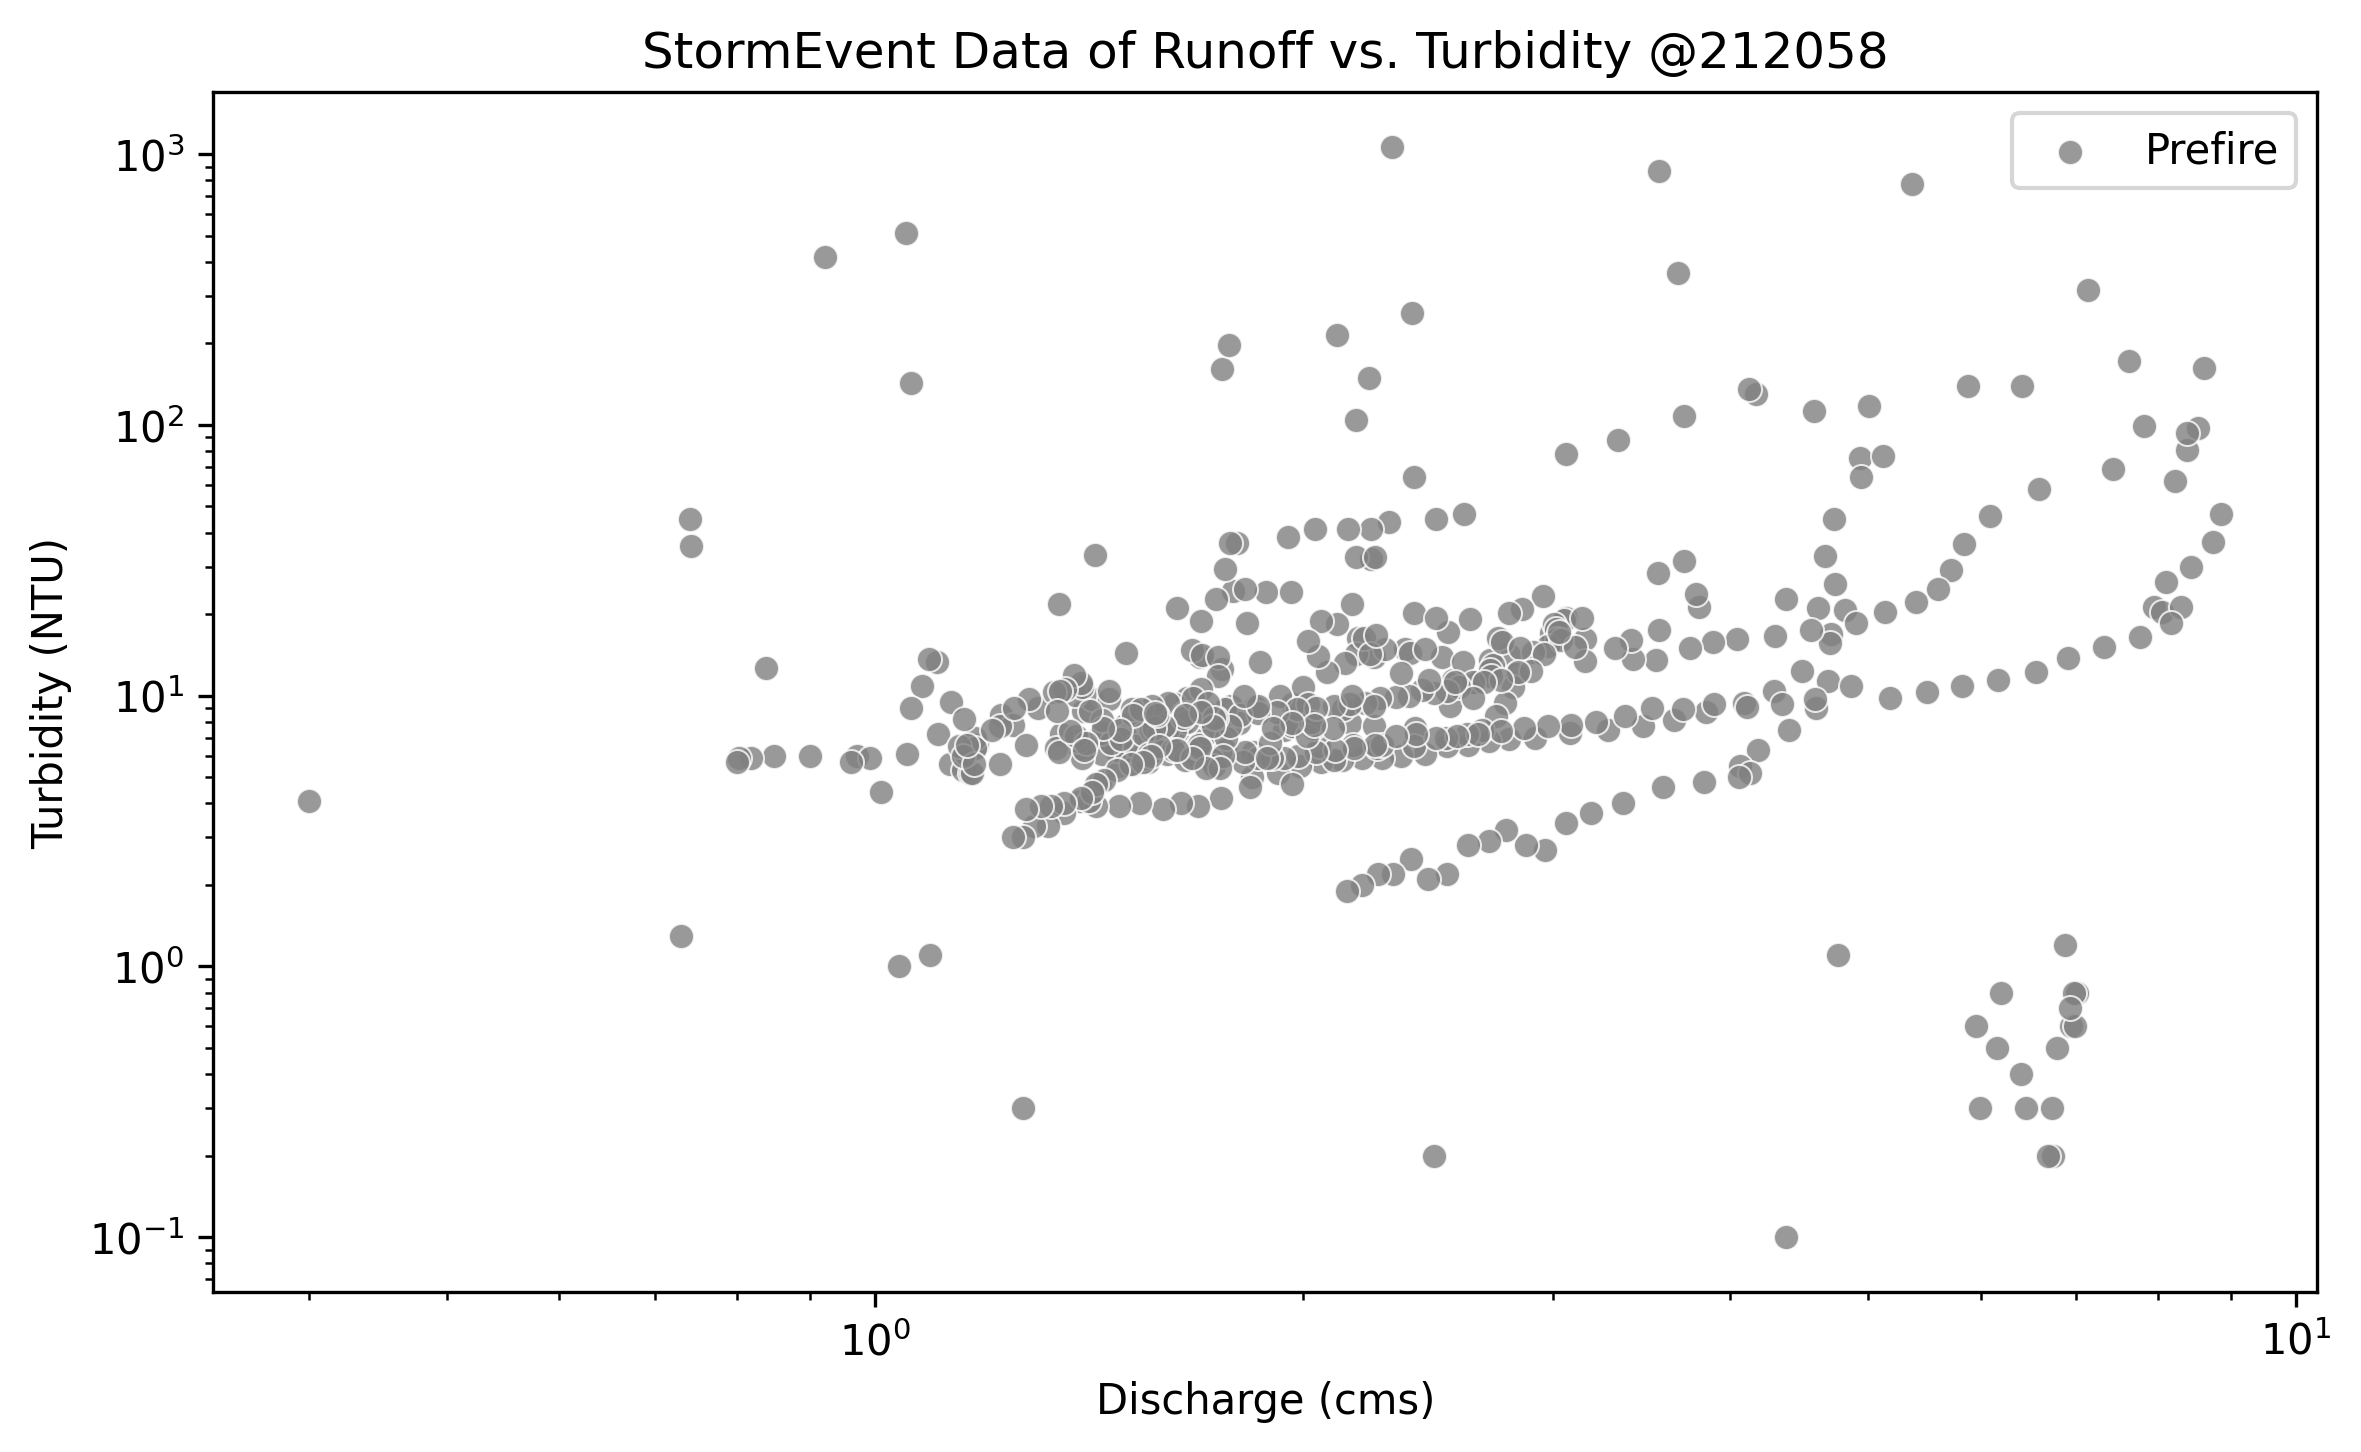 StormEvent Data of Runoff vs. Turbidity @212058
Prefire
10³
10²
10¹
10⁰
10⁻¹
Turbidity (NTU)
10⁰
10¹
Discharge (cms)